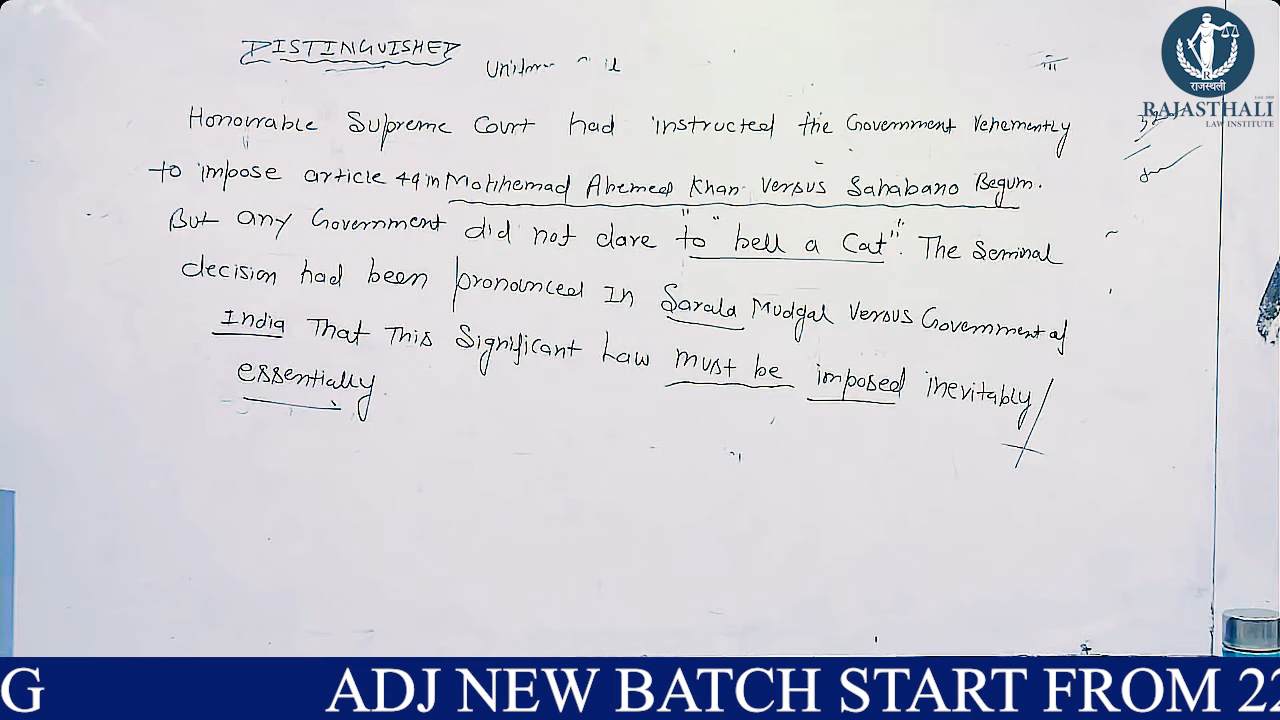 DISTINGUISHED
राजस्थली
RAJASTHALI
LAW INSTITUTE
Honourable Supreme Court had instructed the Government Vehemently
to impose article 44 in Mohhemad Ahemed Khan Versus Sahabano Begum.
But any Government did not dare "to "bell a Cat". The Seminal
decision had been pronounced In Sarala Mudgal Versus Government of
India That This Significant Law must be imposed inevitably/
essentially.
G ADJ NEW BATCH START FROM 22